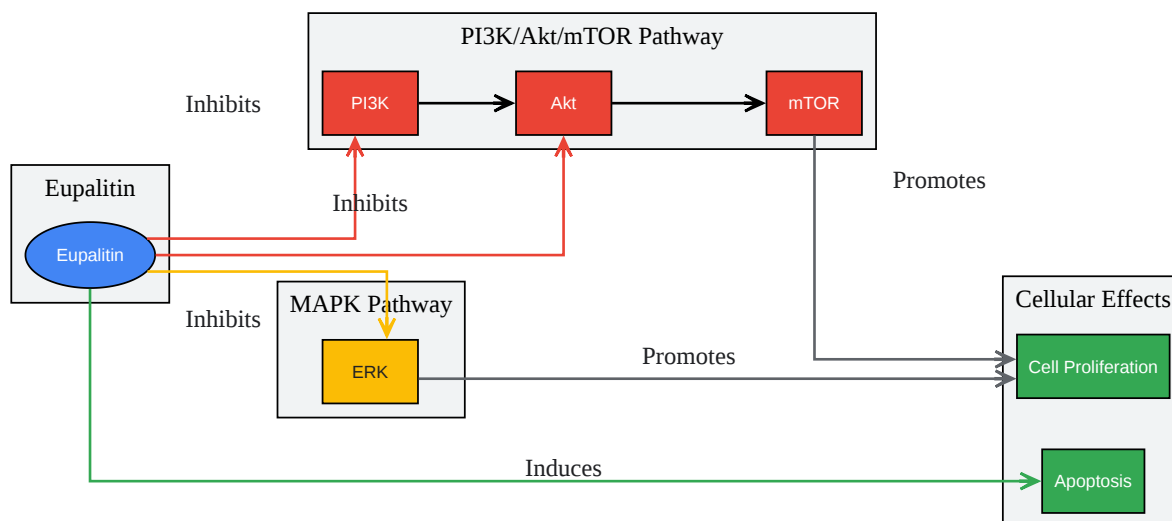 PI3K/Akt/mTOR Pathway
PI3K
Akt
mTOR
Inhibits
Promotes
Eupalitin
Inhibits
Eupalitin
Inhibits
MAPK Pathway
ERK
Promotes
Cellular Effects
Cell Proliferation
Induces
Apoptosis